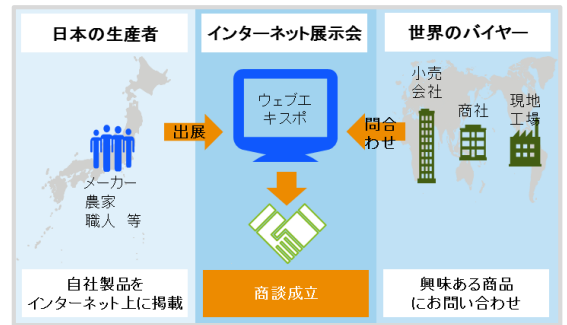 日本の生産者
インターネット展示会
世界のバイヤー
ウェブエ
キスポ
小売
会社
商社
現地
工場
出展
問合
わせ
メーカー
農家
職人 等
自社製品を
インターネット上に掲載
商談成立
興味ある商品
にお問い合わせ